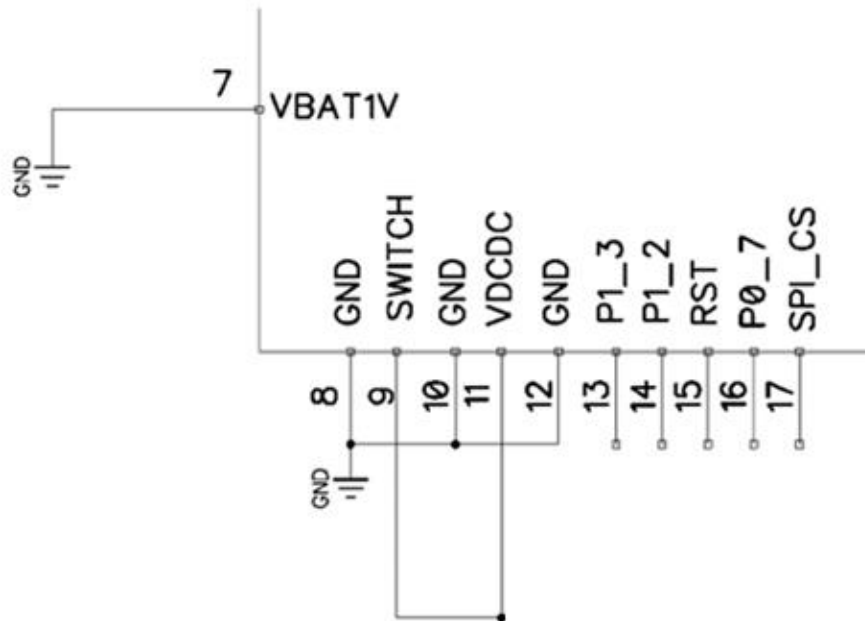 7
VBAT1V
GND
GND
SWITCH
GND
VDCDC
GND
P1_3
P1_2
RST
P0_7
SPI_CS
8
9
10
11
12
13
14
15
16
17
GND